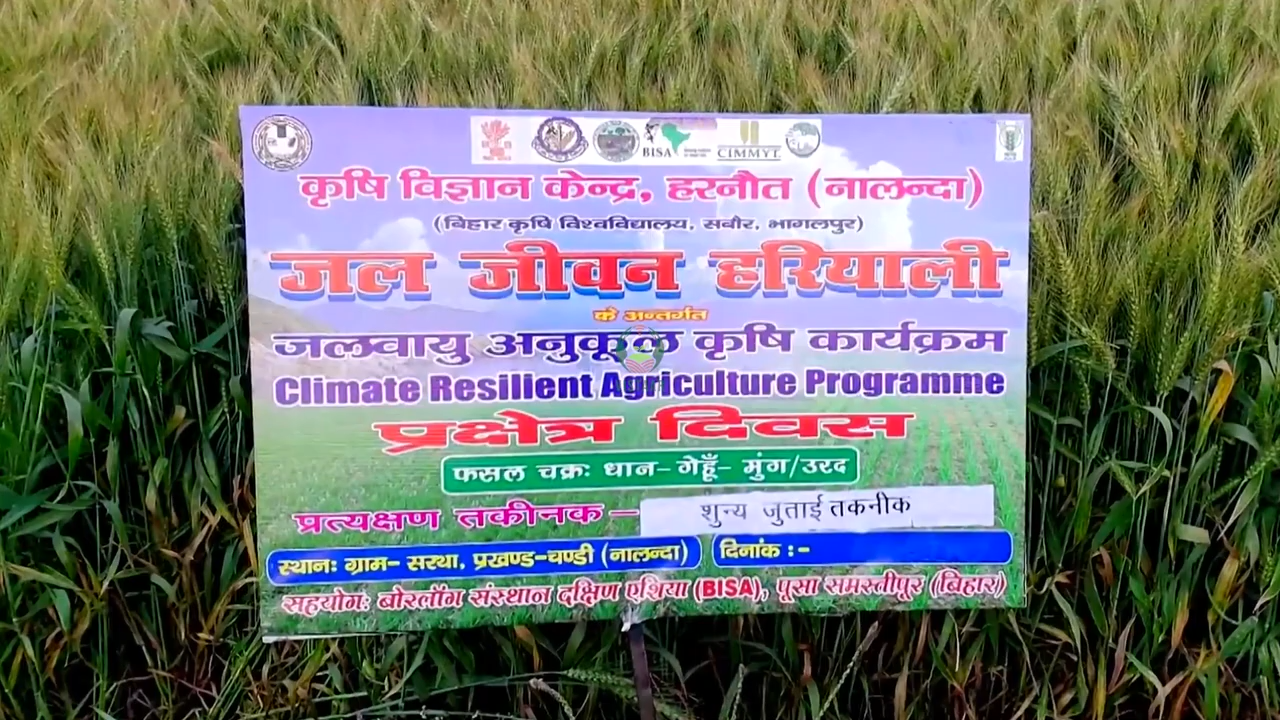 BISA CIMMYT
कृषि विज्ञान केन्द्र, हरनौत (नालन्दा)
(बिहार कृषि विश्वविद्यालय, सबौर, भागलपुर)
जल जीवन हरियाली
के अन्तर्गत
जलवायु अनुकूल कृषि कार्यक्रम
Climate Resilient Agriculture Programme
प्रक्षेत्र दिवस
फसल चक्रः धान- गेहूँ- मुंग/उरद
प्रत्यक्षण तकीनक – शुन्य जुताई तकनीक
स्थानः ग्राम- सरथा, प्रखण्ड-चण्डी (नालन्दा) दिनांक :-
सहयोगः बोरलॉग संस्थान दक्षिण एशिया (BISA), पूसा समस्तीपुर (बिहार)